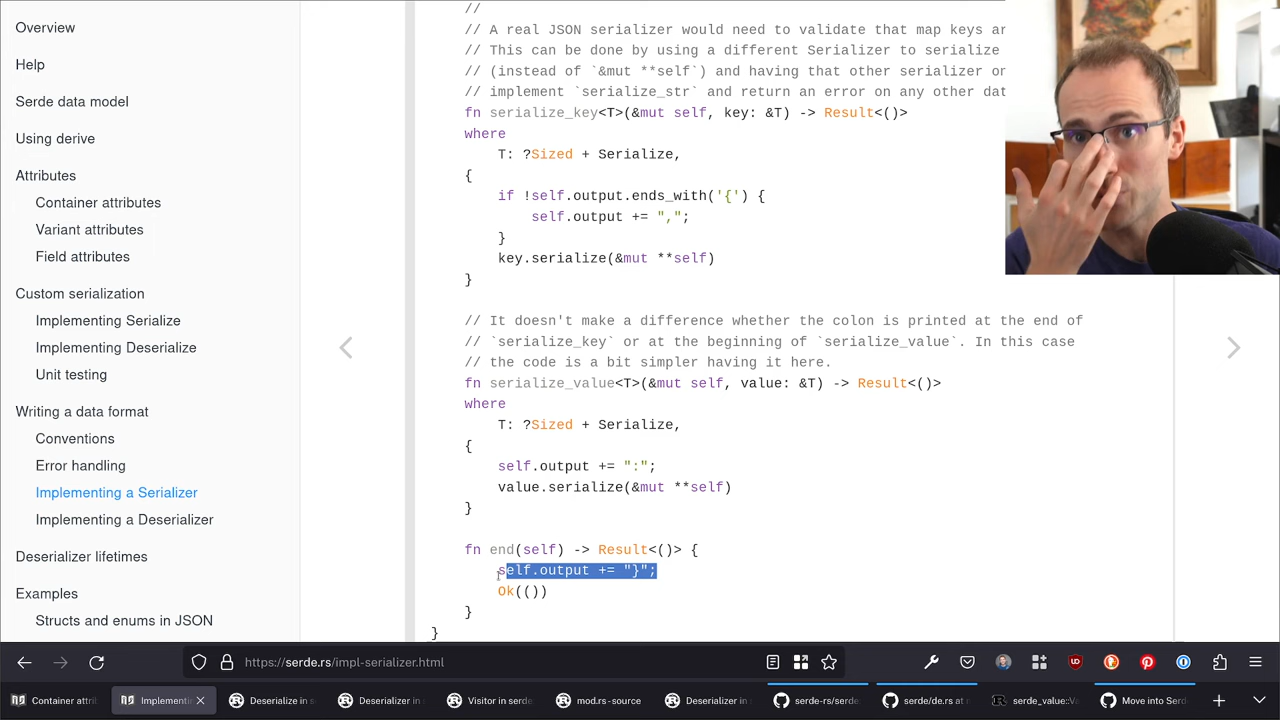 Overview
Help
Serde data model
Using derive
Attributes
Container attributes
Variant attributes
Field attributes
Custom serialization
Implementing Serialize
Implementing Deserialize
Unit testing
Writing a data format
Conventions
Error handling
Implementing a Serializer
Implementing a Deserializer
Deserializer lifetimes
Examples
Structs and enums in JSON
//
// A real JSON serializer would need to validate that map keys ar
// This can be done by using a different Serializer to serialize
// (instead of `&mut **self`) and having that other serializer on
// implement `serialize_str` and return an error on any other dat
fn serialize_key<T>(&mut self, key: &T) -> Result<()>
where
T: ?Sized + Serialize,
{
if !self.output.ends_with('{') {
self.output += ",";
}
key.serialize(&mut **self)
}
// It doesn't make a difference whether the colon is printed at the end of
// `serialize_key` or at the beginning of `serialize_value`. In this case
// the code is a bit simpler having it here.
fn serialize_value<T>(&mut self, value: &T) -> Result<()>
where
T: ?Sized + Serialize,
{
self.output += ":";
value.serialize(&mut **self)
}
fn end(self) -> Result<()> {
self.output += "}";
Ok(())
}
}
https://serde.rs/impl-serializer.html
Container attrib
Implementi
Deserialize in s
Deserializer in
Visitor in serde
mod.rs - source
Deserializer in s
serde-rs/serde:
serde/de.rs at m
serde_value::Va
Move into Serd